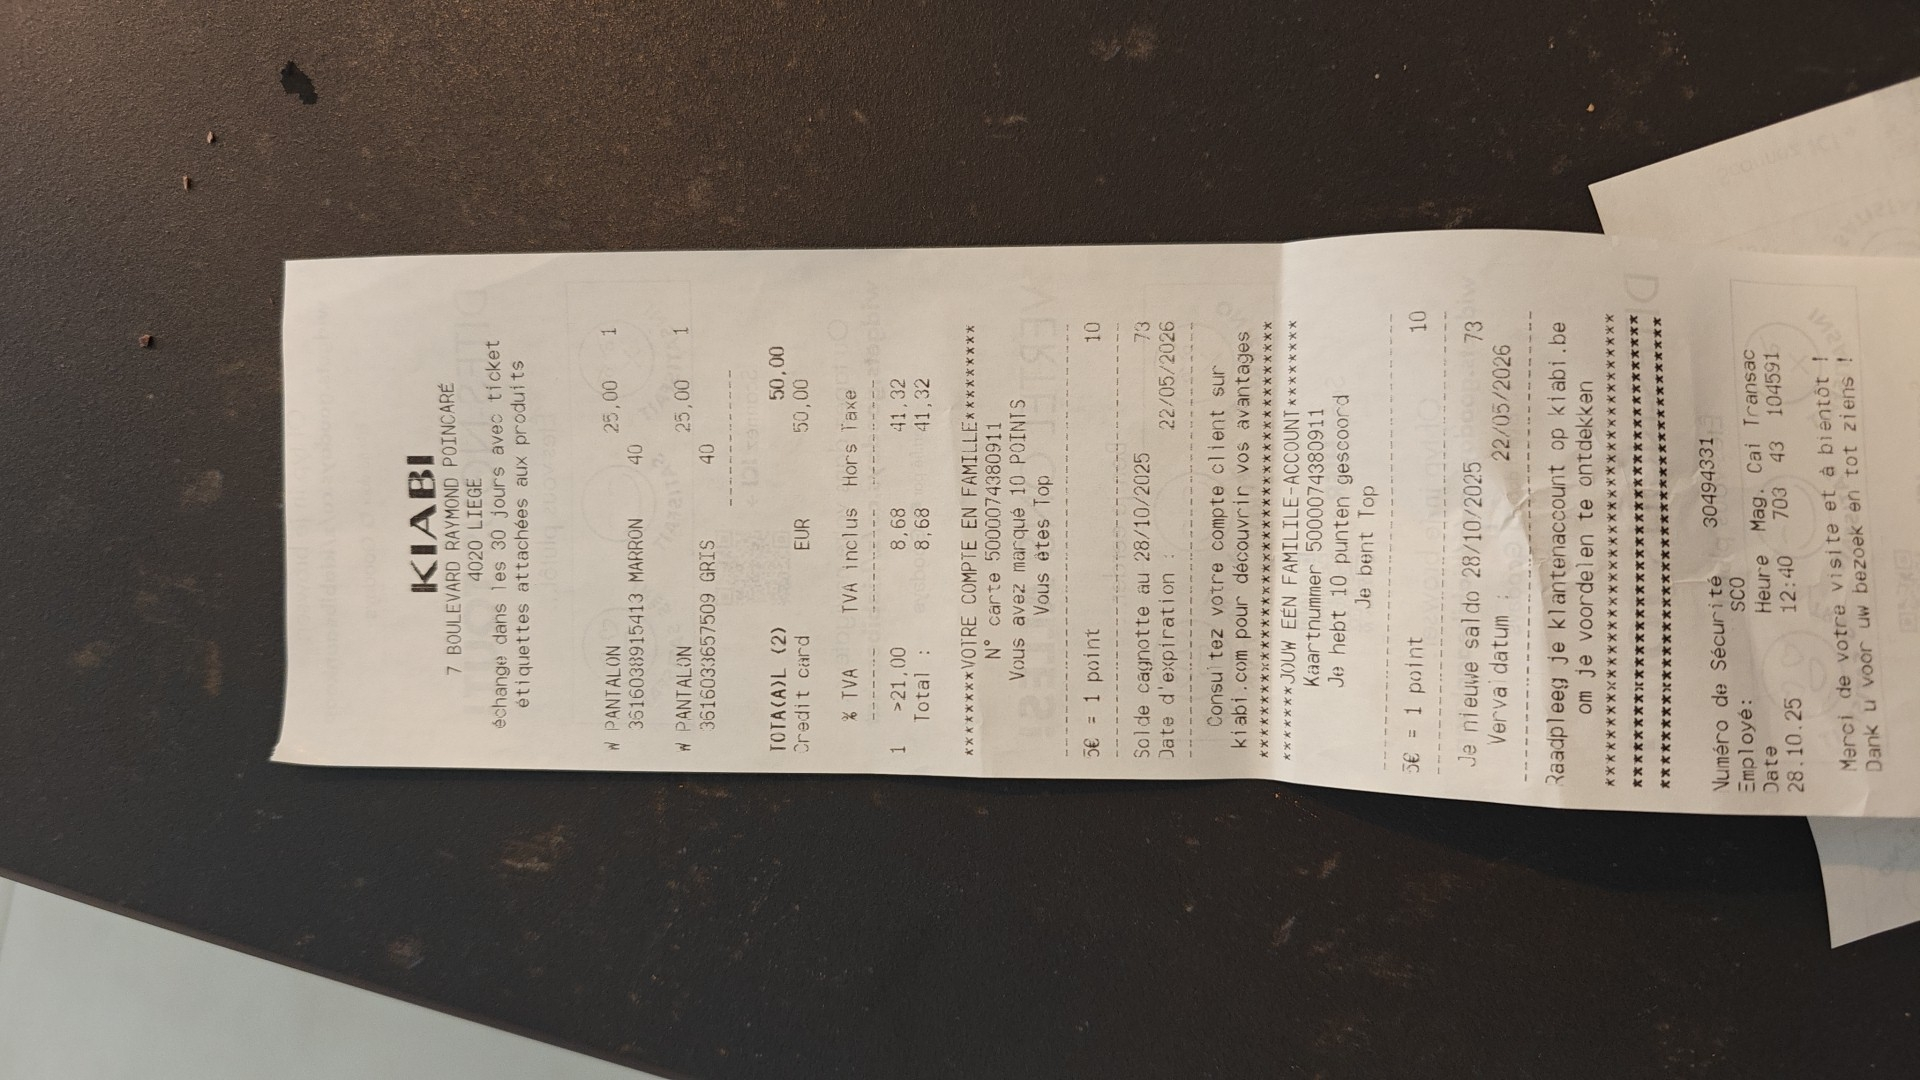 KIABI
7 BOULEVARD RAYMOND POINCARÉ
4020 LIEGE
échange dans les 30 jours avec ticket
étiquettes attachées aux produits
W PANTALON 25,00 1
3616038915413 MARRON 40
W PANTALON 25,00 1
3616033657509 GRIS 40
TOTA(A)L (2) 50,00
Credit card EUR 50,00
% TVA TVA inclus Hors Taxe
1 >21,00 8,68 41,32
Total : 8,68 41,32
********VOTRE COMPTE EN FAMILLE*********
N° carte 5000074380911
Vous avez marqué 10 POINTS
Vous êtes Top
5€ = 1 point 10
Solde cagnotte au 28/10/2025 73
Date d'expiration : 22/05/2026
Consultez votre compte client sur
kiabi.com pour découvrir vos avantages
****************************************
*******JOUW EÉN FAMILILE-ACCOUNT********
Kaartnummer 5000074380911
Je hebt 10 punten gescoord
Je bent Top
5€ = 1 point 10
Je nieuwe saldo 28/10/2025 73
Vervaldatum : 22/05/2026
Raadpleeg je klantenaccount op kiabi.be
om je voordelen te ontdekken
****************************************
****************************************
****************************************
Numéro de Sécurité 304494331
Employé: SCO
Date Heure Mag. Cai Transac
28.10.25 12:40 703 43 104591
Merci de votre visite et à bientôt !
Dank u voor uw bezoek en tot ziens !